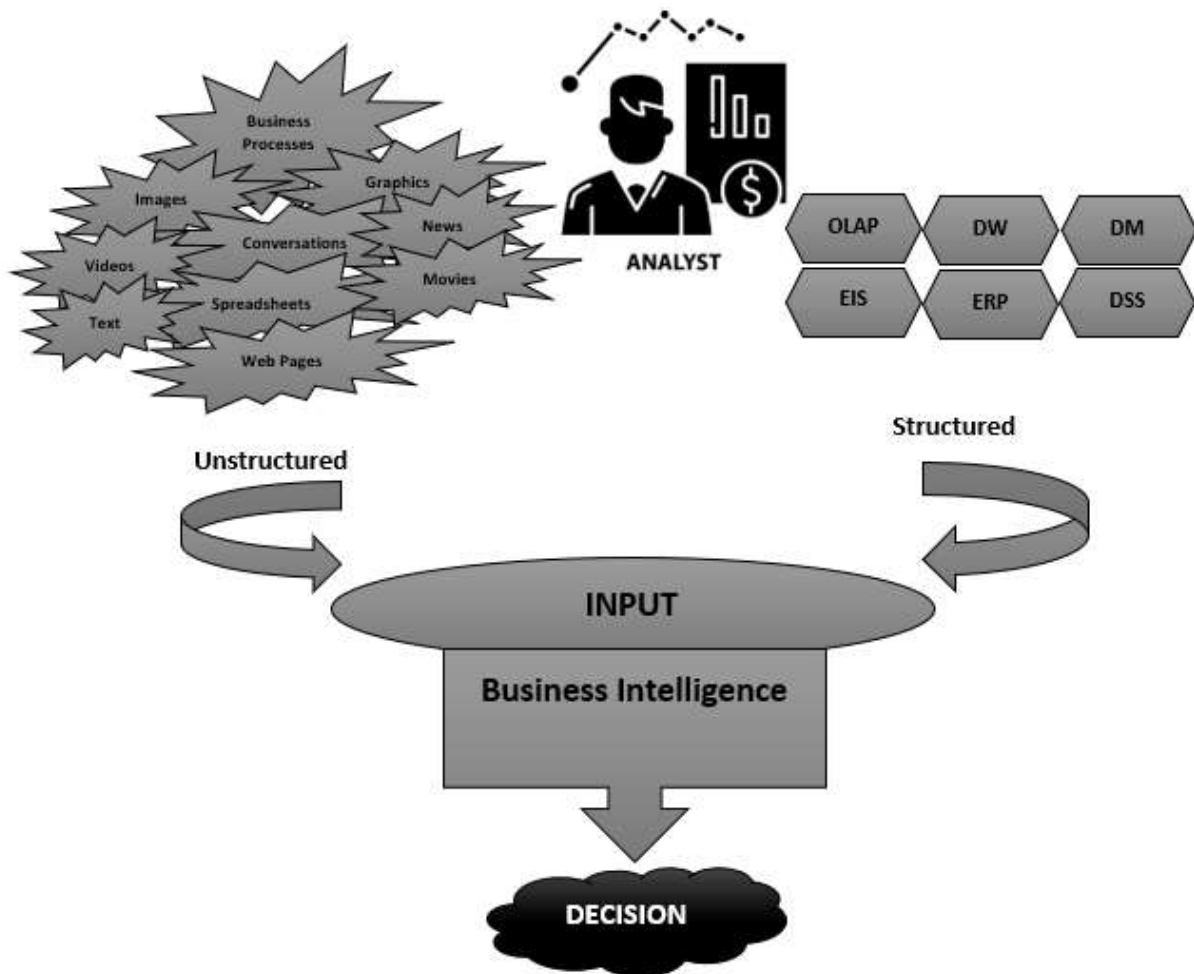 Business
Processes
Images
Graphics
News
Conversations
Videos
Movies
Spreadsheets
Text
Web Pages
$
ANALYST
OLAP
DW
DM
EIS
ERP
DSS
Unstructured
Structured
INPUT
Business Intelligence
DECISION